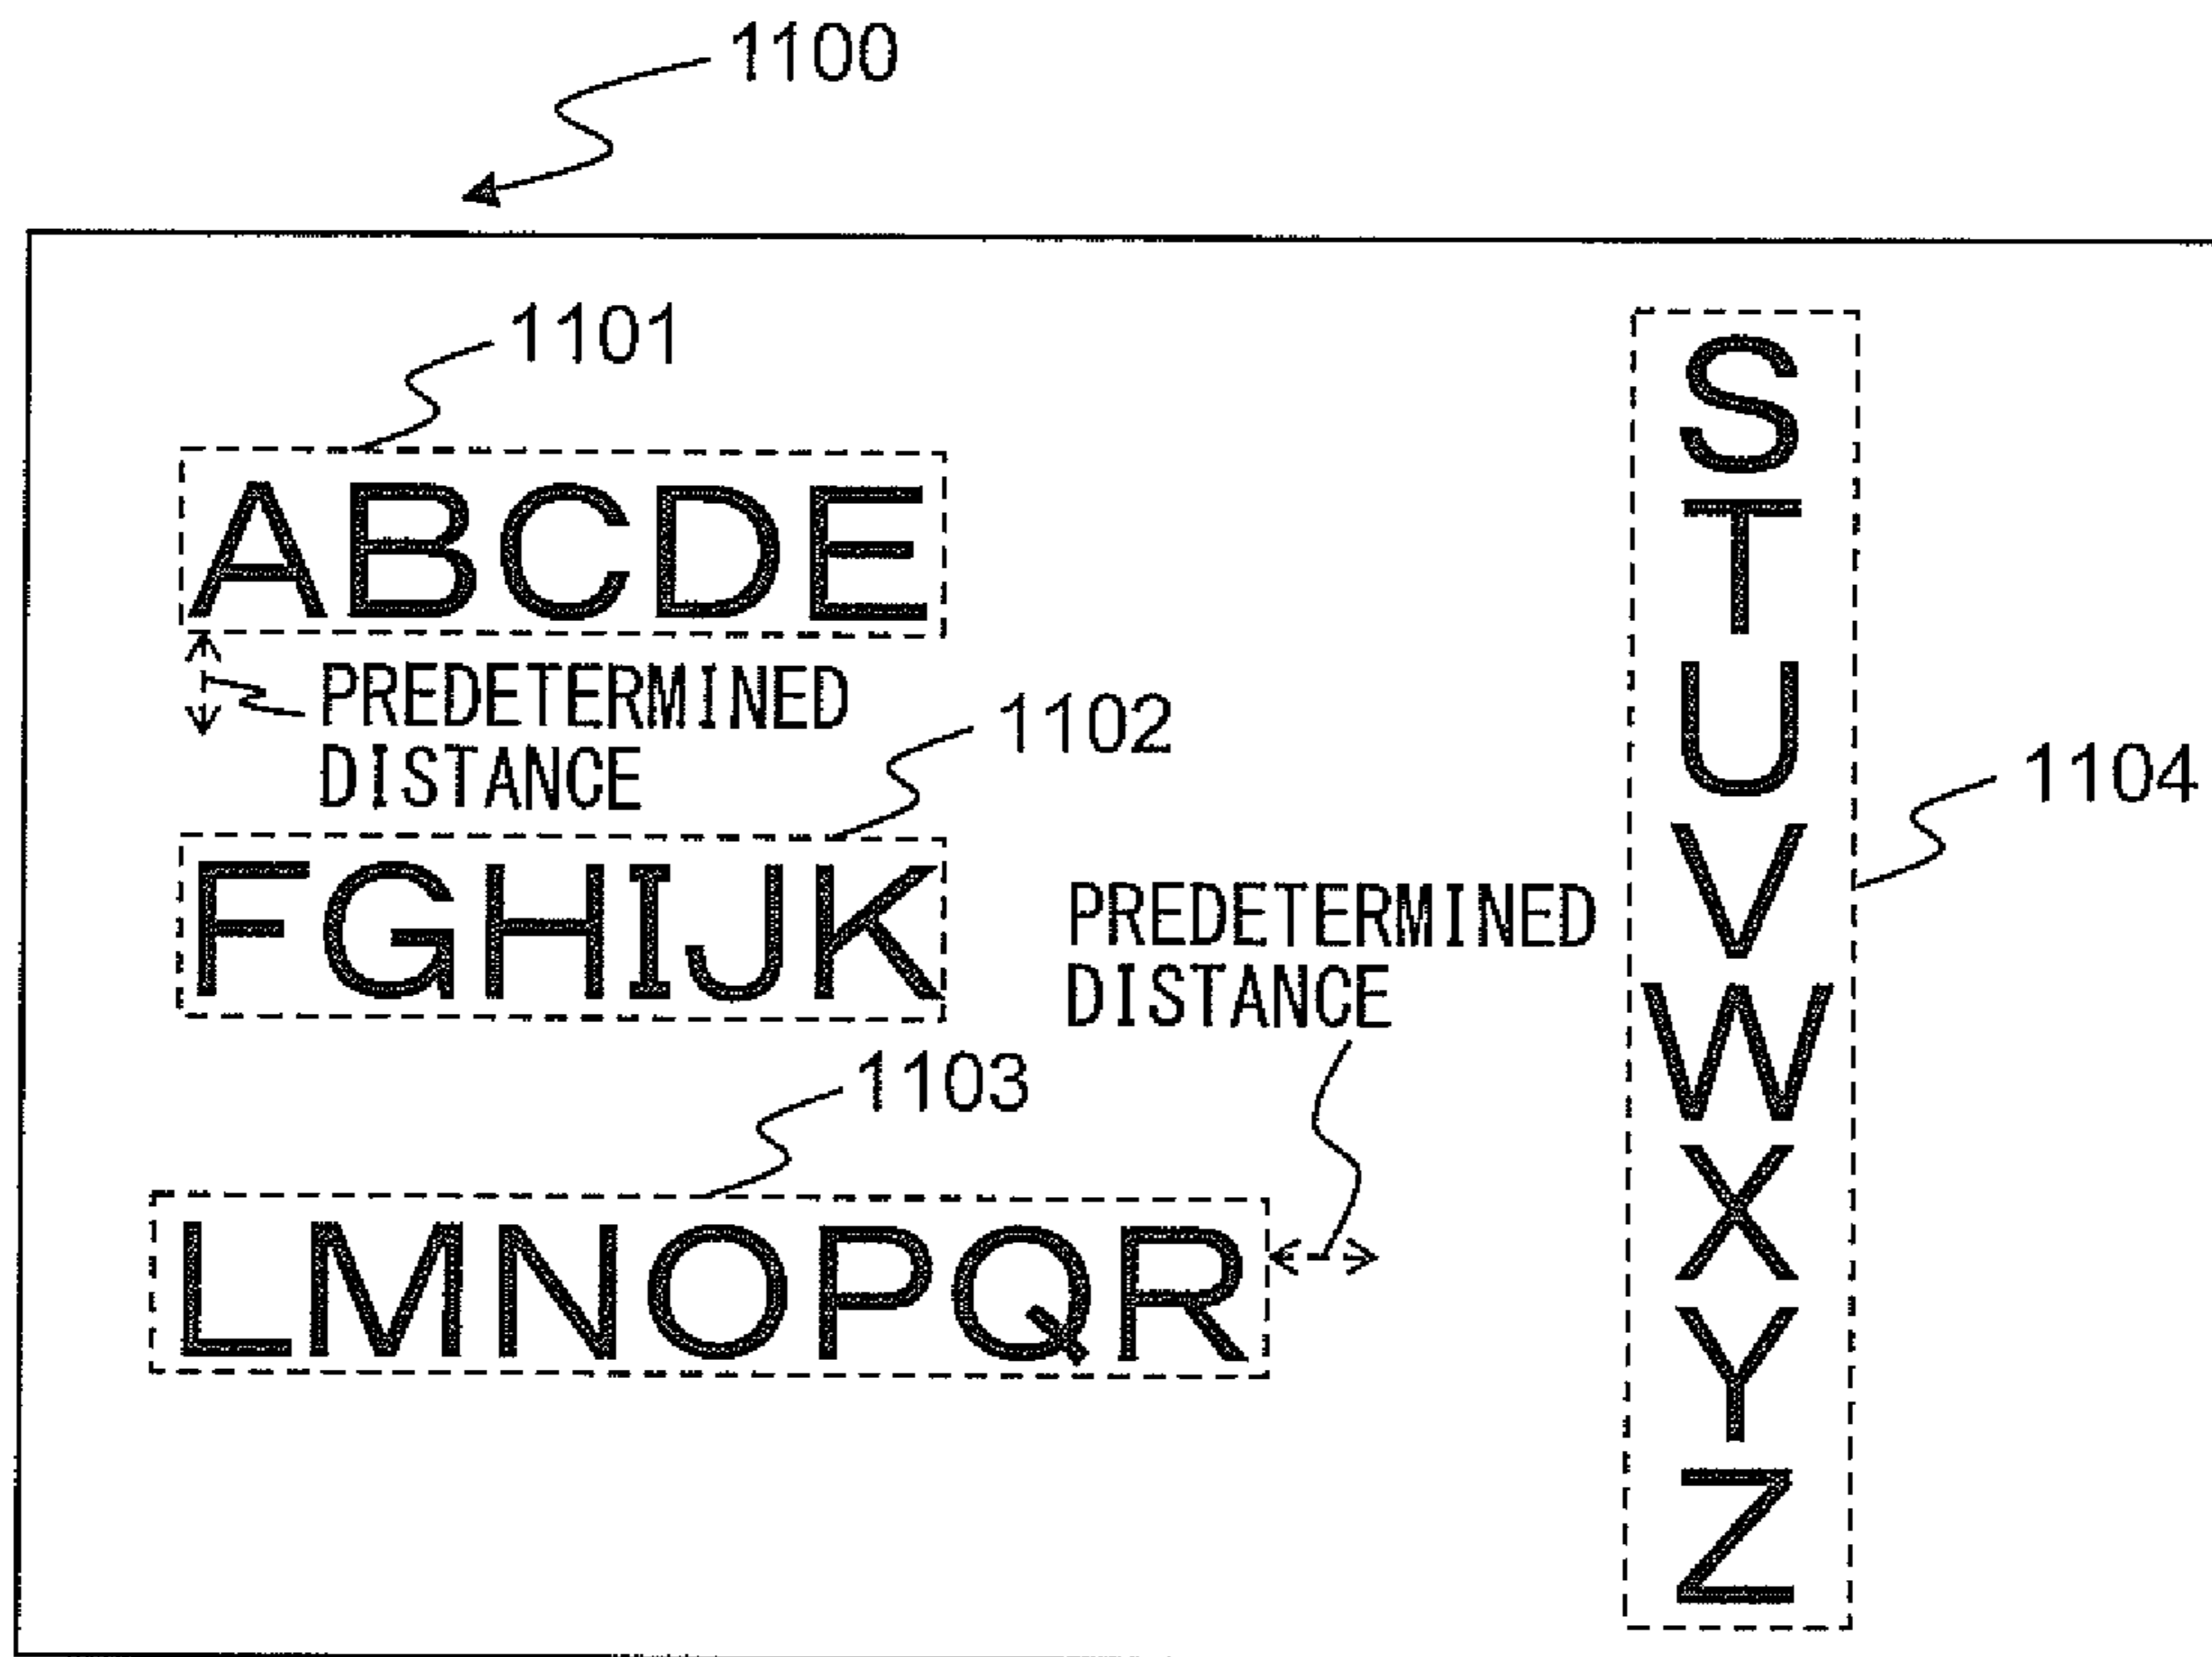 1100
1101
ABCDE
PREDETERMINED
DISTANCE
1102
FGHIJK
PREDETERMINED
DISTANCE
1103
LMNOPQR
S
T
U
V
W
X
Y
Z
1104